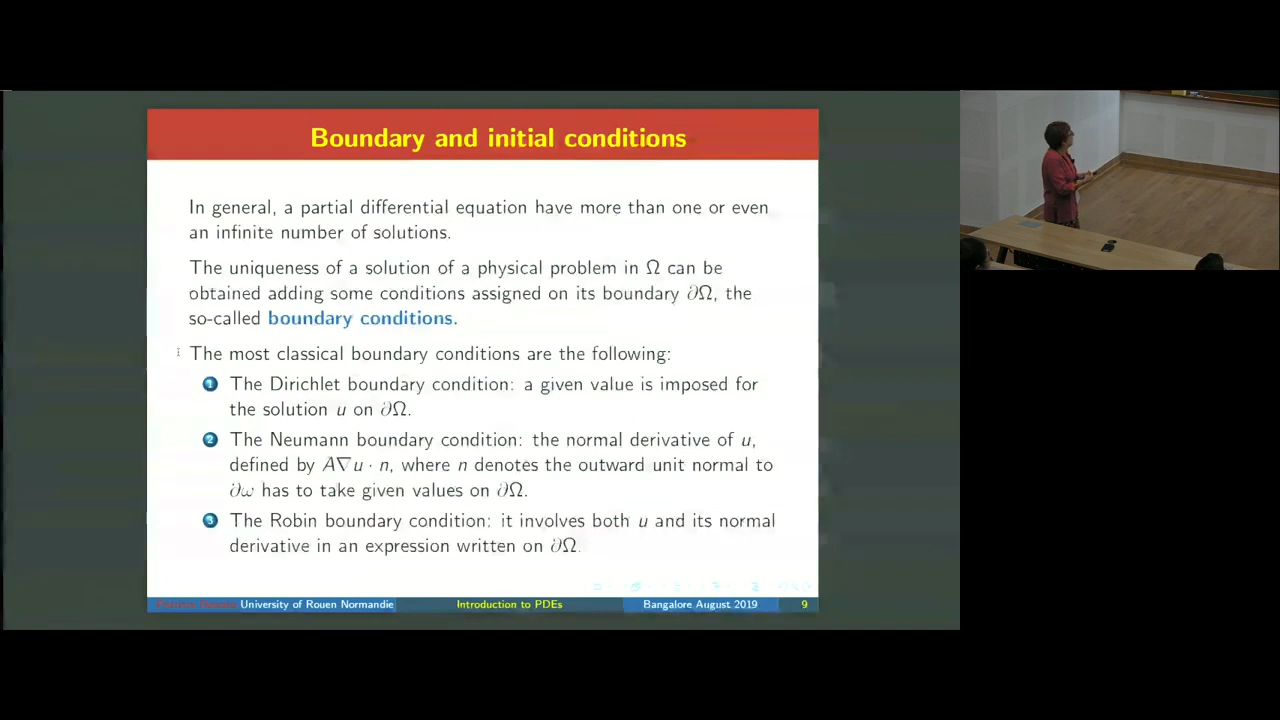 Boundary and initial conditions
In general, a partial differential equation have more than one or even
an infinite number of solutions.
The uniqueness of a solution of a physical problem in Ω can be
obtained adding some conditions assigned on its boundary ∂Ω, the
so-called boundary conditions.
The most classical boundary conditions are the following:
1 The Dirichlet boundary condition: a given value is imposed for
the solution u on ∂Ω.
2 The Neumann boundary condition: the normal derivative of u,
defined by A∇u · n, where n denotes the outward unit normal to
∂ω has to take given values on ∂Ω.
3 The Robin boundary condition: it involves both u and its normal
derivative in an expression written on ∂Ω.
University of Rouen Normandie Introduction to PDEs Bangalore August 2019 9